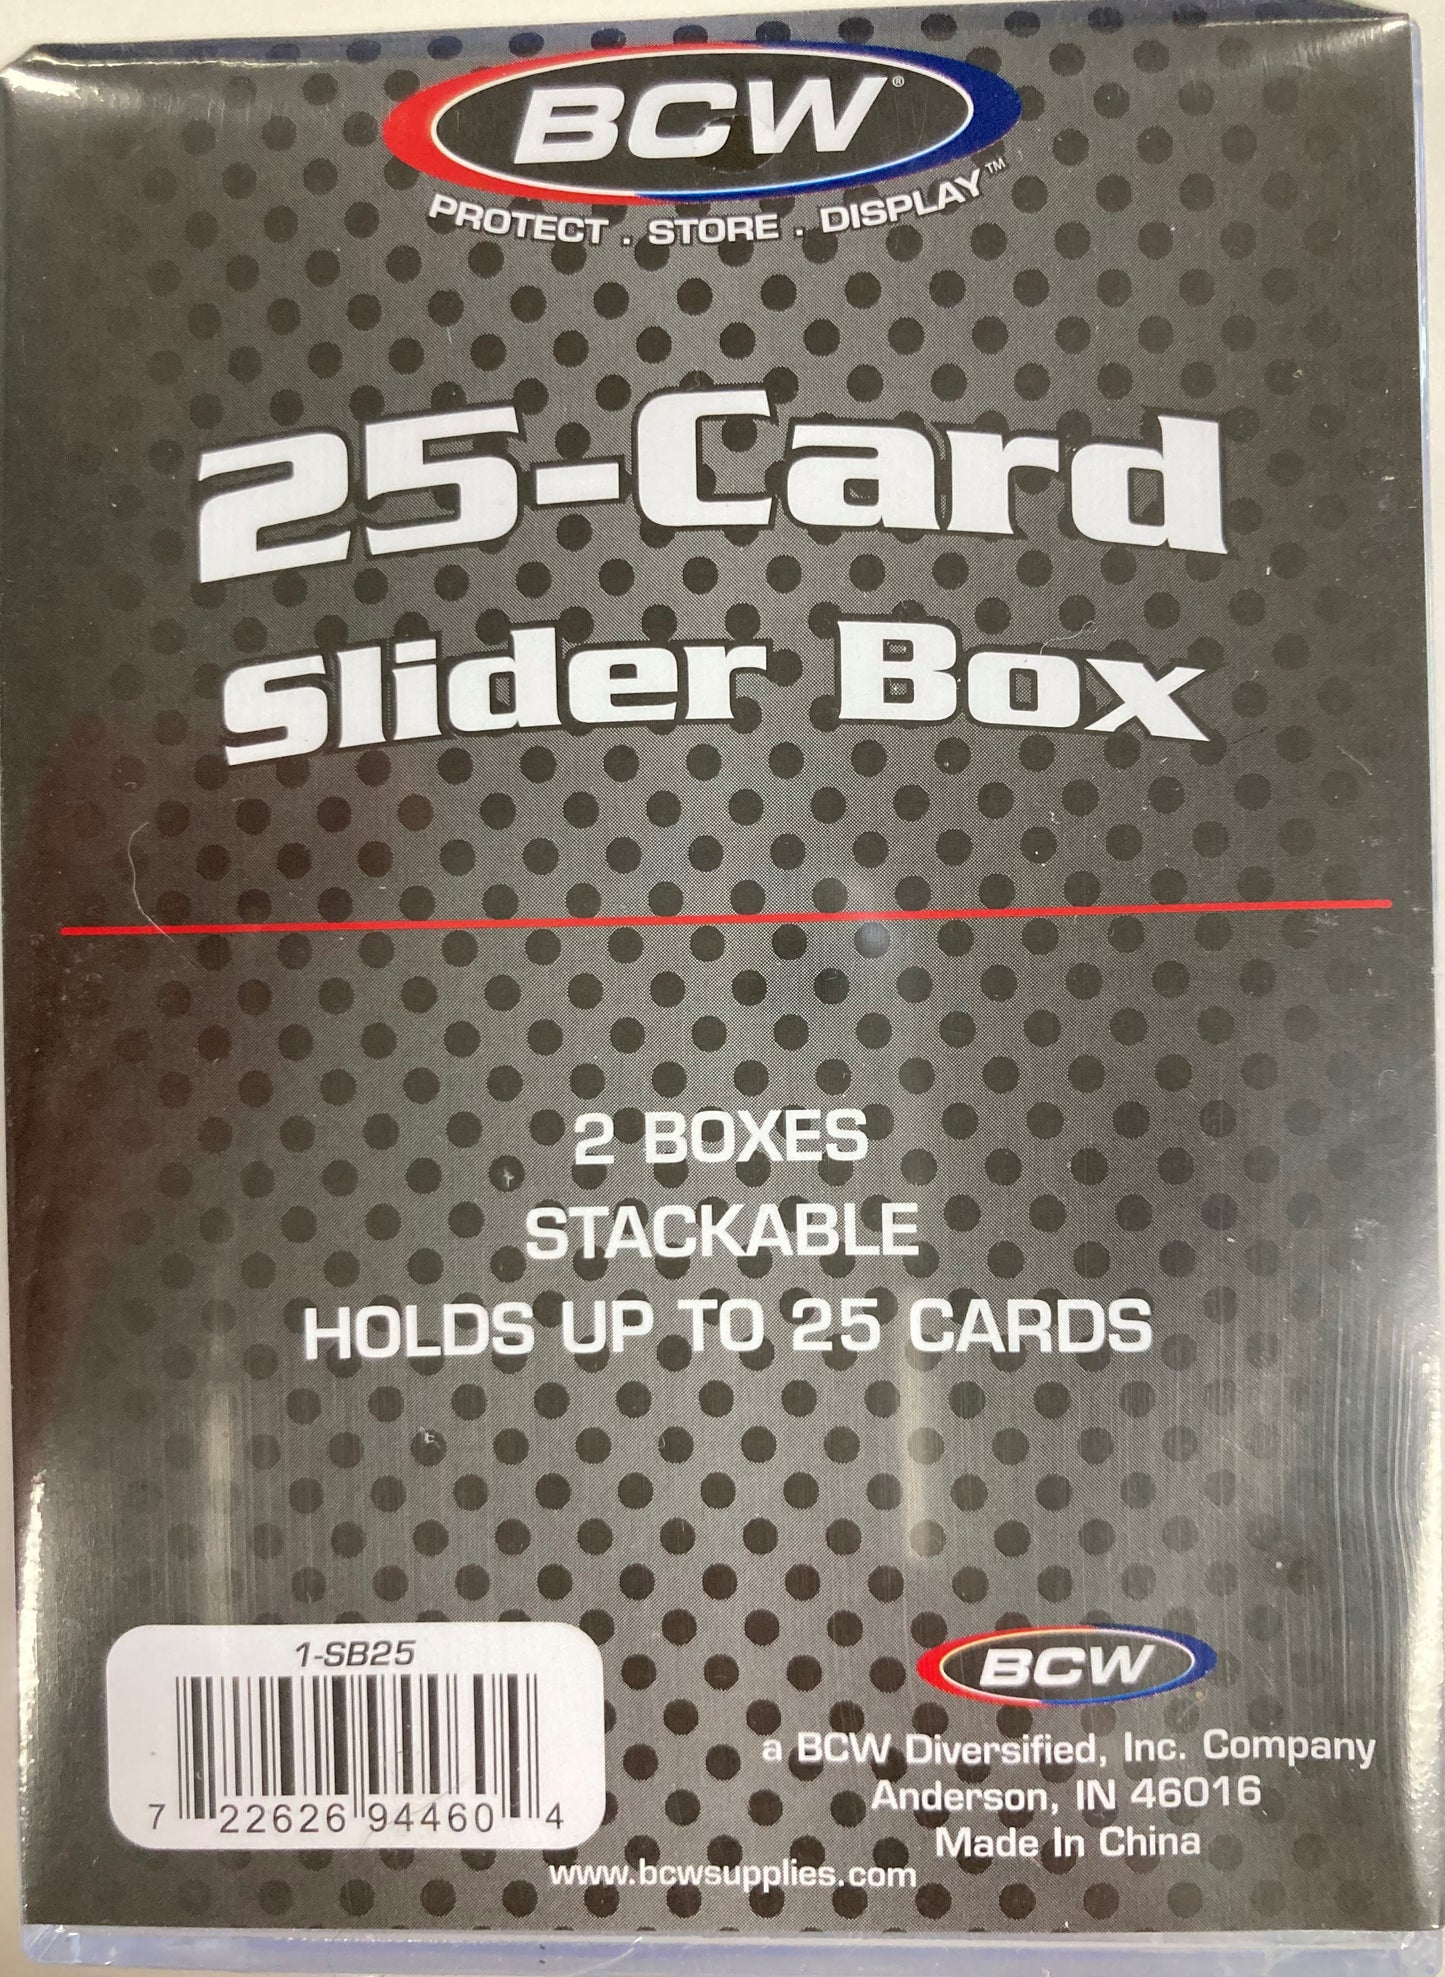 BCW®
PROTECT . STORE . DISPLAY™
25-Card
Slider Box
2 BOXES
STACKABLE
HOLDS UP TO 25 CARDS
1-SB25
7 22626 94460 4
BCW
a BCW Diversified, Inc. Company
Anderson, IN 46016
Made In China
www.bcwsupplies.com